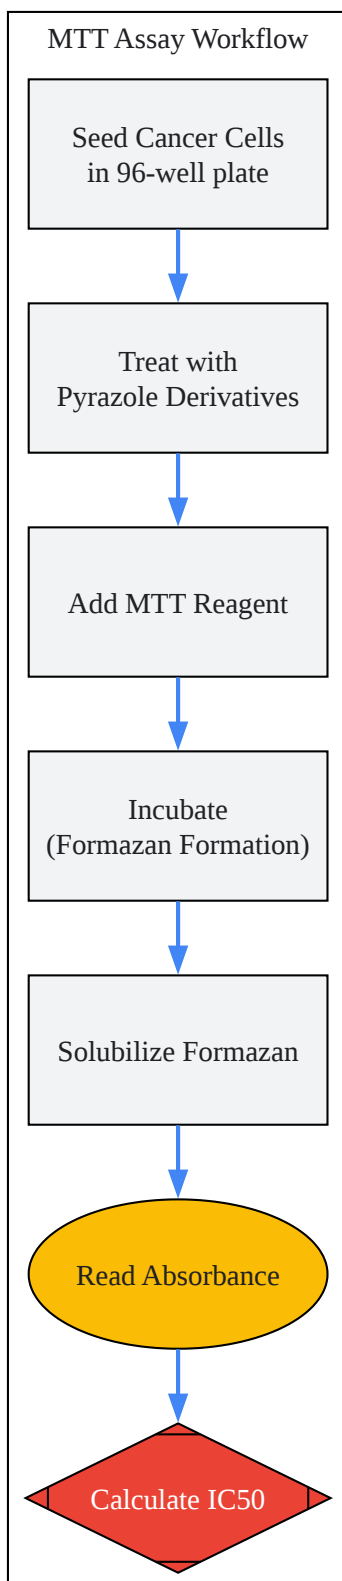 MTT Assay Workflow
Seed Cancer Cells
in 96-well plate
Treat with
Pyrazole Derivatives
Add MTT Reagent
Incubate
(Formazan Formation)
Solubilize Formazan
Read Absorbance
Calculate IC50